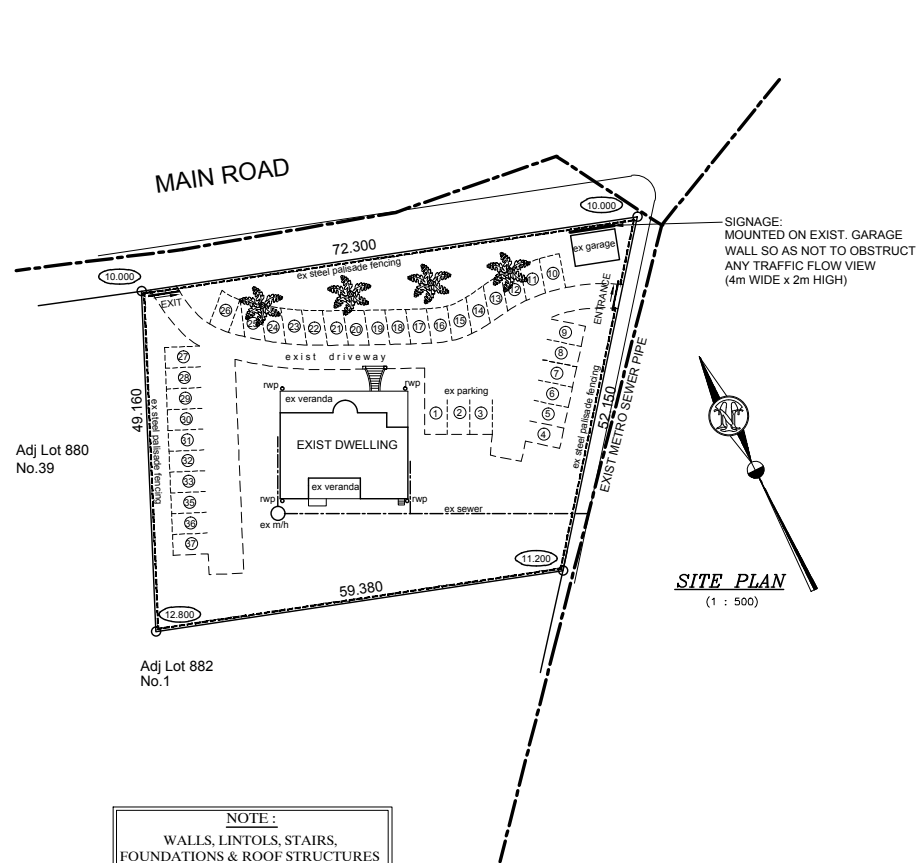 MAIN ROAD
10.000
SIGNAGE:
MOUNTED ON EXIST. GARAGE
WALL SO AS NOT TO OBSTRUCT
ANY TRAFFIC FLOW VIEW
(4m WIDE x 2m HIGH)
72.300
ex garage
ex steel palisade fencing
10.000
EXIT
ENTRANCE
10
11
12
13
14
15
16
17
18
19
20
21
22
23
24
26
27
28
29
30
31
32
33
35
36
37
9
8
7
6
5
4
exist driveway
rwp
rwp
ex parking
1
2
3
ex veranda
EXIST DWELLING
ex veranda
rwp
rwp
ex m/h
ex sewer
49.160
ex steel palisade fencing
ex steel palisade fencing
52.150
EXIST METRO SEWER PIPE
Adj Lot 880
No.39
N
11.200
59.380
12.800
SITE PLAN
(1 : 500)
Adj Lot 882
No.1
NOTE :
WALLS, LINTOLS, STAIRS,
FOUNDATIONS & ROOF STRUCTURES